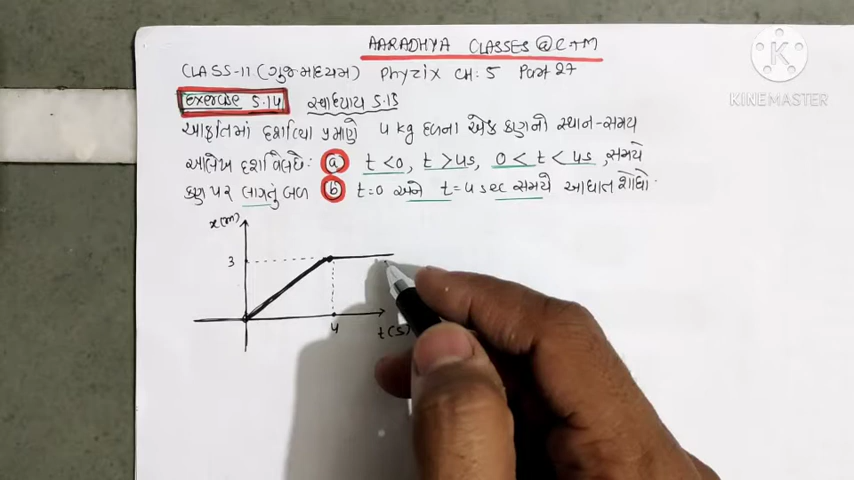 AARADHYA CLASSES @ CTM
CLASS-11 (ગુજ માધ્યમ) Phyzix CH: 5 Part 27
Exercise 5.14 સ્વાધ્યાય 5.13
આકૃતિમાં દર્શાવ્યા પ્રમાણે 4 kg દળના એક કણનો સ્થાન-સમય
આલેખ દર્શાવેલ છે: (a) t<0, t>4s, 0<t<4s, સમયે
કણ પર લાગતું બળ (b) t=0 અને t=4 sec સમયે આઘાત શોધો.
x(m)
3
4
t(s)
KINEMASTER